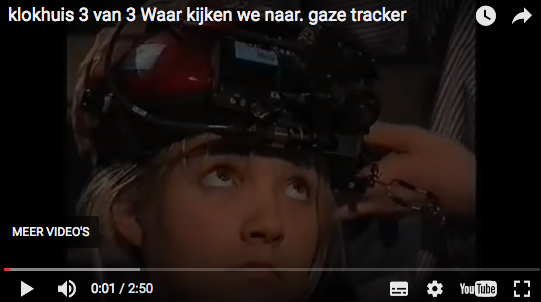 klokhuis 3 van 3 Waar kijken we naar. gaze tracker
MEER VIDEO'S
0:01 / 2:50
YouTube